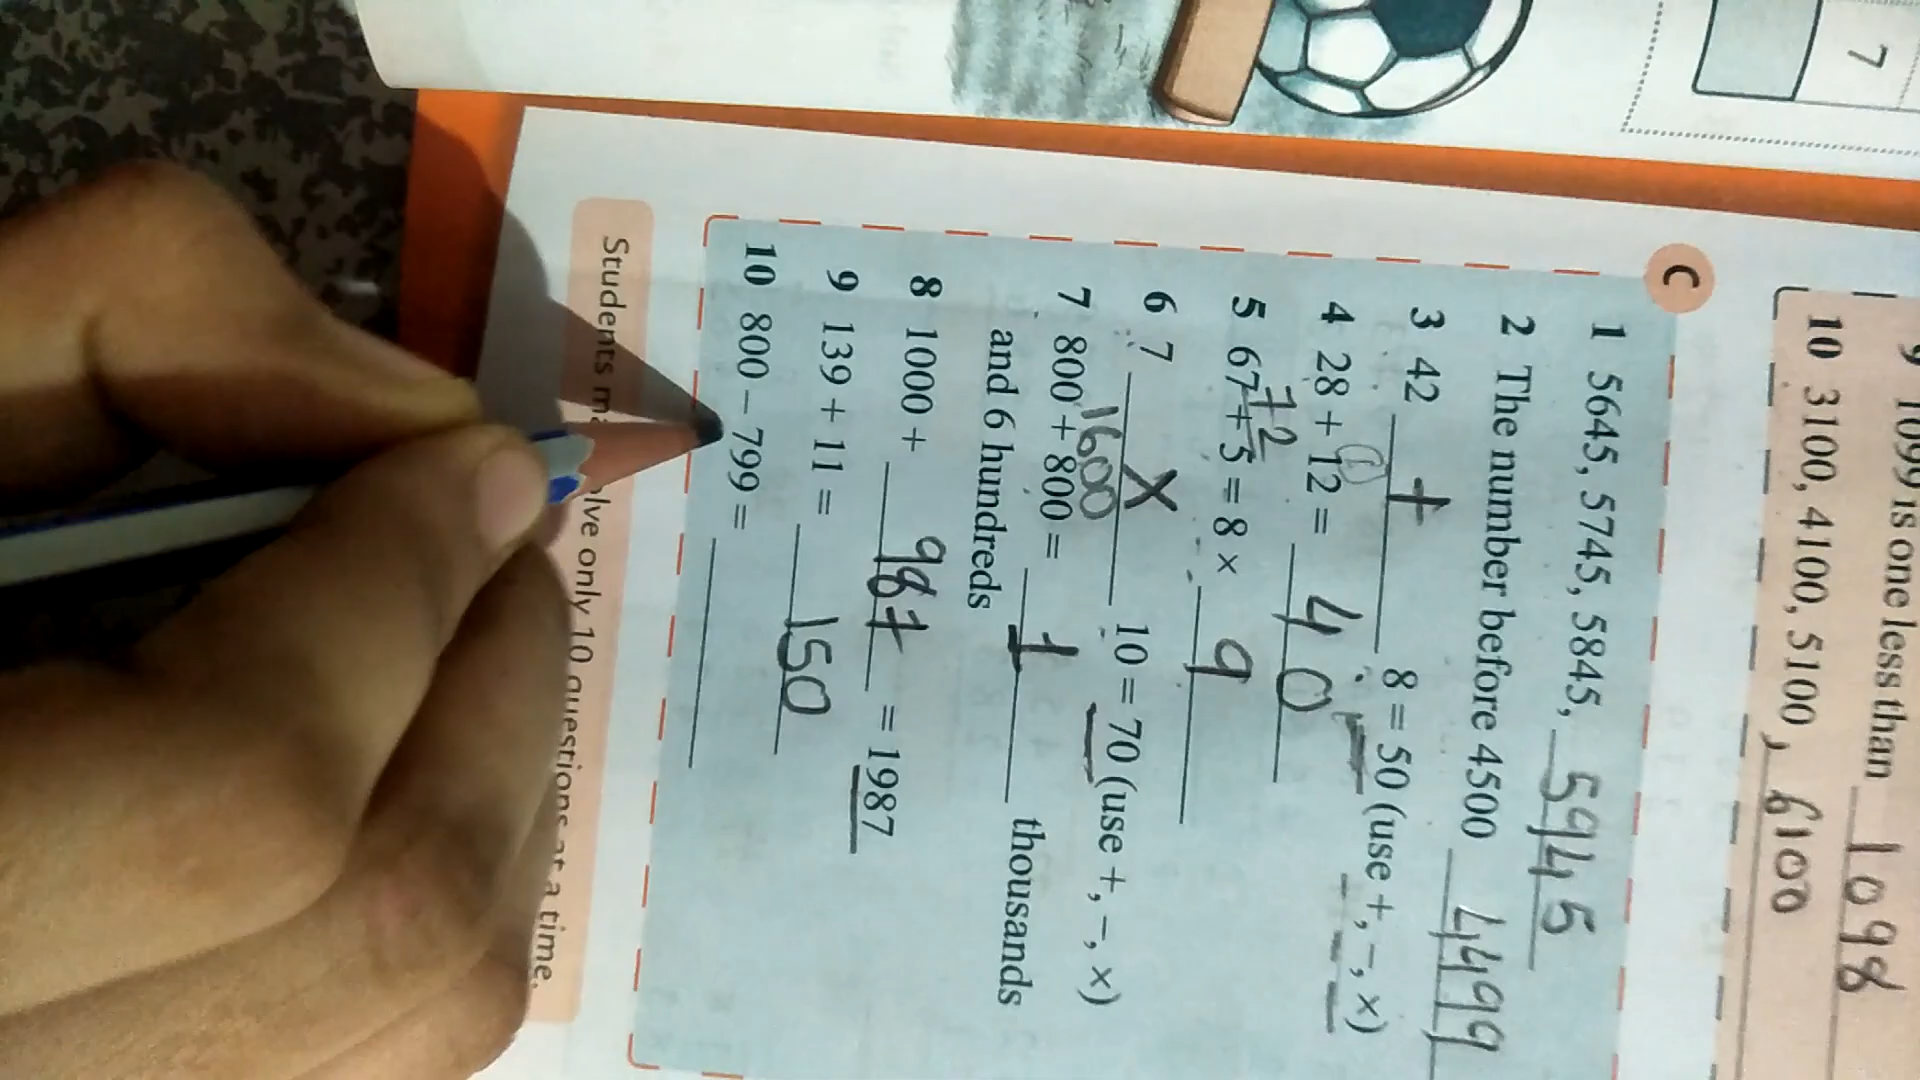 7
9 1099 is one less than 1098
10 3100, 4100, 5100, 6100
C
1 5645, 5745, 5845, 5945
2 The number before 4500 4499
3 42 + 8 = 50 (use +, −, ×)
4 28 + 12 = 40
72
5 67 + 5 = 8 × 9
6 7 × 10 = 70 (use +, −, ×)
1600
7 800 + 800 = 1 thousands
and 6 hundreds
8 1000 + 987 = 1987
9 139 + 11 = 150
10 800 − 799 =
Students only 10 questions at a time.